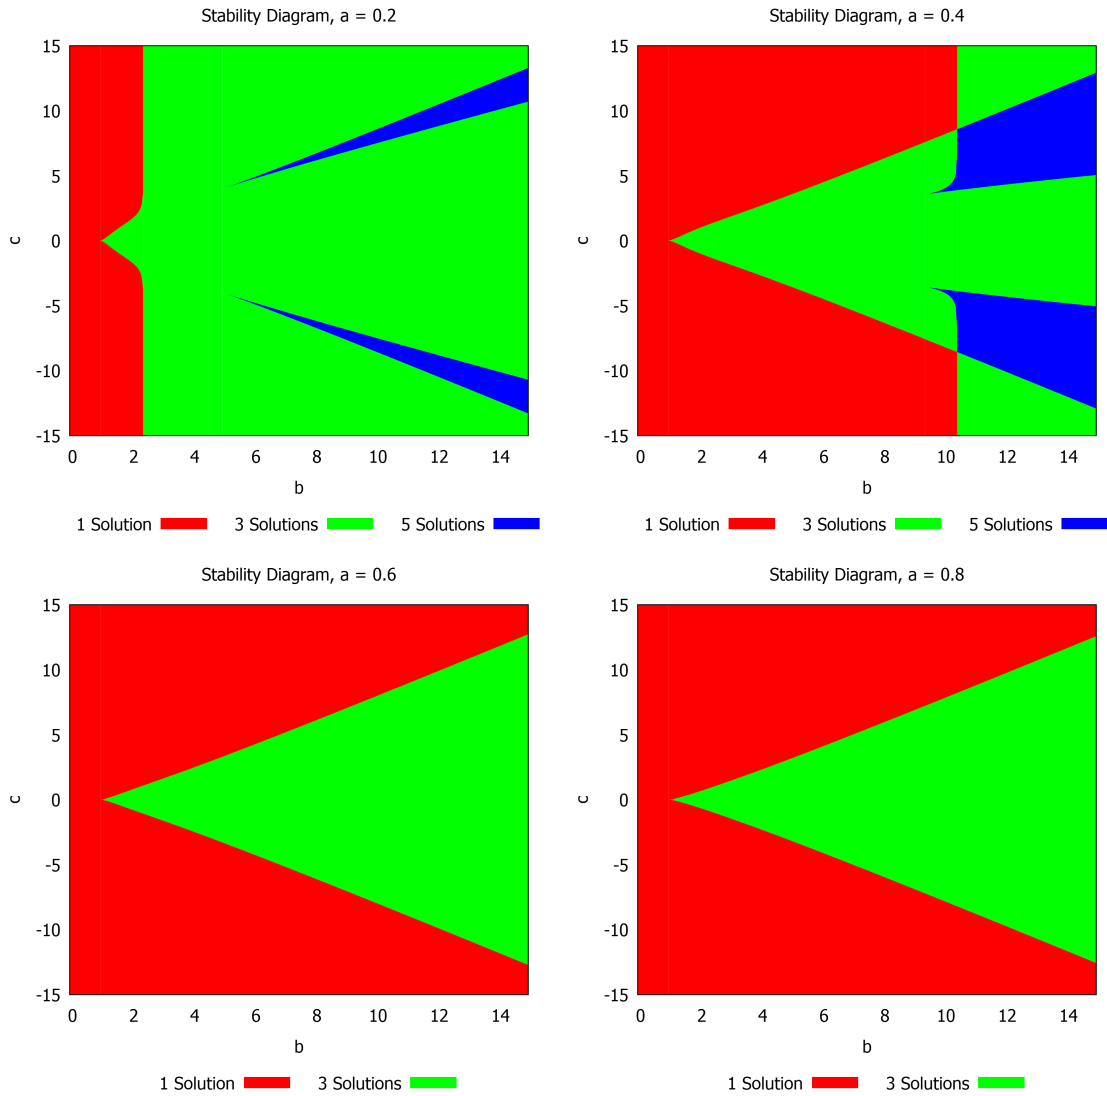 Stability Diagram, a = 0.2
15
10
5
0
-5
-10
-15
c
0 2 4 6 8 10 12 14
b
1 Solution 3 Solutions 5 Solutions
Stability Diagram, a = 0.4
15
10
5
0
-5
-10
-15
c
0 2 4 6 8 10 12 14
b
1 Solution 3 Solutions 5 Solutions
Stability Diagram, a = 0.6
15
10
5
0
-5
-10
-15
c
0 2 4 6 8 10 12 14
b
1 Solution 3 Solutions
Stability Diagram, a = 0.8
15
10
5
0
-5
-10
-15
c
0 2 4 6 8 10 12 14
b
1 Solution 3 Solutions